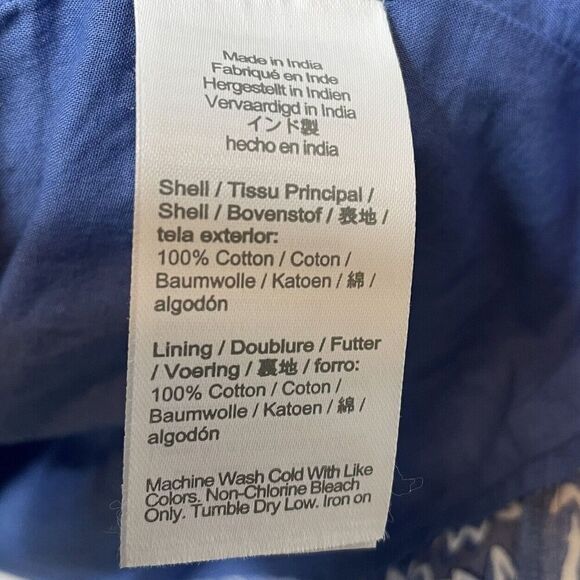 Made in India
Fabriqué en Inde
Hergestellt in Indien
Vervaardigd in India
インド製
hecho en india
Shell / Tissu Principal /
Shell / Bovenstof / 表地 /
tela exterior:
100% Cotton / Coton /
Baumwolle / Katoen / 綿 /
algodón
Lining / Doublure / Futter
/ Voering / 裏地 / forro:
100% Cotton / Coton /
Baumwolle / Katoen / 綿 /
algodón
Machine Wash Cold With Like
Colors. Non-Chlorine Bleach
Only. Tumble Dry Low. Iron on